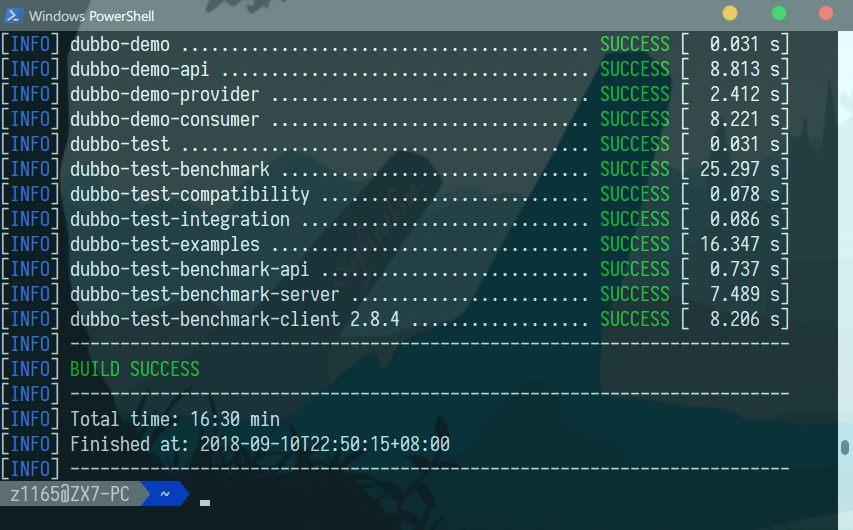 Windows PowerShell
[INFO] dubbo-demo ......................................... SUCCESS [  0.031 s]
[INFO] dubbo-demo-api ..................................... SUCCESS [  8.813 s]
[INFO] dubbo-demo-provider ................................ SUCCESS [  2.412 s]
[INFO] dubbo-demo-consumer ................................ SUCCESS [  8.221 s]
[INFO] dubbo-test ......................................... SUCCESS [  0.031 s]
[INFO] dubbo-test-benchmark ............................... SUCCESS [ 25.297 s]
[INFO] dubbo-test-compatibility ........................... SUCCESS [  0.078 s]
[INFO] dubbo-test-integration ............................. SUCCESS [  0.086 s]
[INFO] dubbo-test-examples ................................ SUCCESS [ 16.347 s]
[INFO] dubbo-test-benchmark-api ........................... SUCCESS [  0.737 s]
[INFO] dubbo-test-benchmark-server ........................ SUCCESS [  7.489 s]
[INFO] dubbo-test-benchmark-client 2.8.4 .................. SUCCESS [  8.206 s]
[INFO] ------------------------------------------------------------------------
[INFO] BUILD SUCCESS
[INFO] ------------------------------------------------------------------------
[INFO] Total time: 16:30 min
[INFO] Finished at: 2018-09-10T22:50:15+08:00
[INFO] ------------------------------------------------------------------------
z1165@ZX7-PC ~